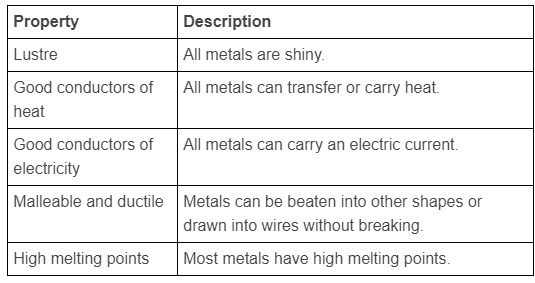 Property Description
Lustre All metals are shiny.
Good conductors of All metals can transfer or carry heat.
heat
Good conductors of All metals can carry an electric current.
electricity
Malleable and ductile Metals can be beaten into other shapes or
drawn into wires without breaking.
High melting points Most metals have high melting points.